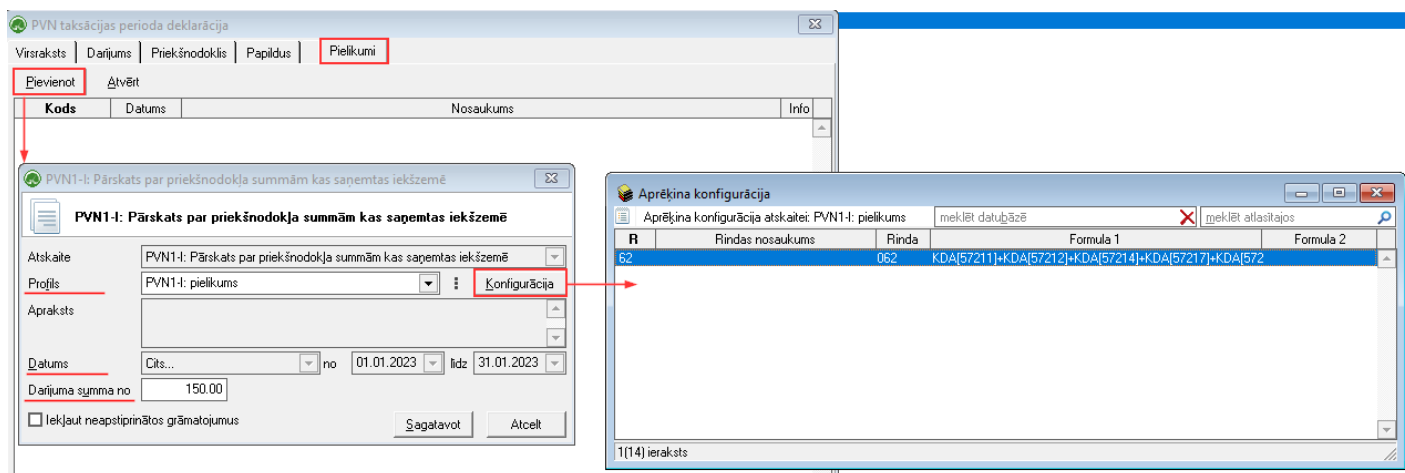 PVN taksācijas perioda deklarācija
Virsraksts Darījums Priekšnodoklis Papildus Pielikumi
Pievienot Atvērt
Kods Datums Nosaukums Info
PVN1-I: Pārskats par priekšnodokļa summām kas saņemtas iekšzemē
PVN1-I: Pārskats par priekšnodokļa summām kas saņemtas iekšzemē
Atskaite PVN1-I: Pārskats par priekšnodokļa summām kas saņemtas iekšzemē
Profils PVN1-I: pielikums Konfigurācija
Apraksts
Datums Cits... no 01.01.2023 līdz 31.01.2023
Darījuma summa no 150.00
Iekļaut neapstiprinātos grāmatojumus
Sagatavot Atcelt
Aprēķina konfigurācija
Aprēķina konfigurācija atskaitei: PVN1-I: pielikums meklēt datubāzē meklēt atlasītajos
R Rindas nosaukums Rinda Formula 1 Formula 2
62 062 KDA[57211]+KDA[57212]+KDA[57214]+KDA[57217]+KDA[572
1(14) ieraksts